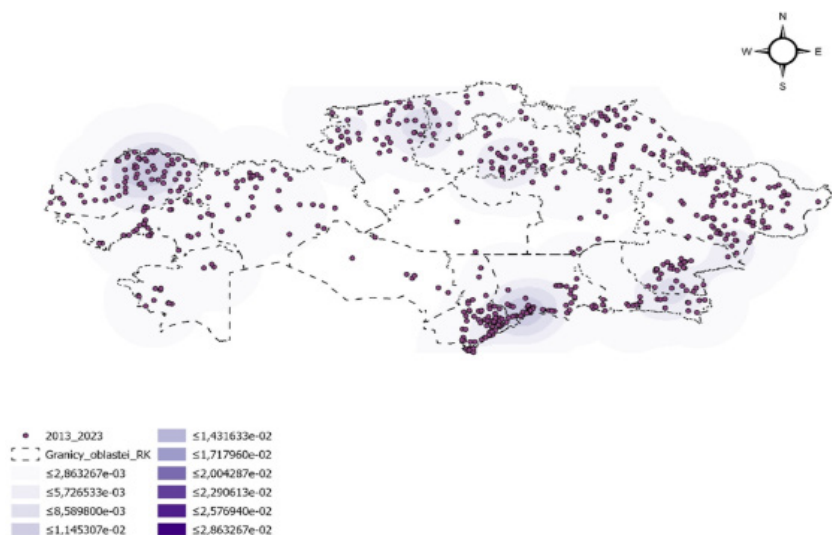 N
W E
S
2013_2023
Granicy_oblastei_RK
≤2,863267e-03
≤5,726533e-03
≤8,589800e-03
≤1,145307e-02
≤1,431633e-02
≤1,717960e-02
≤2,004287e-02
≤2,290613e-02
≤2,576940e-02
≤2,863267e-02